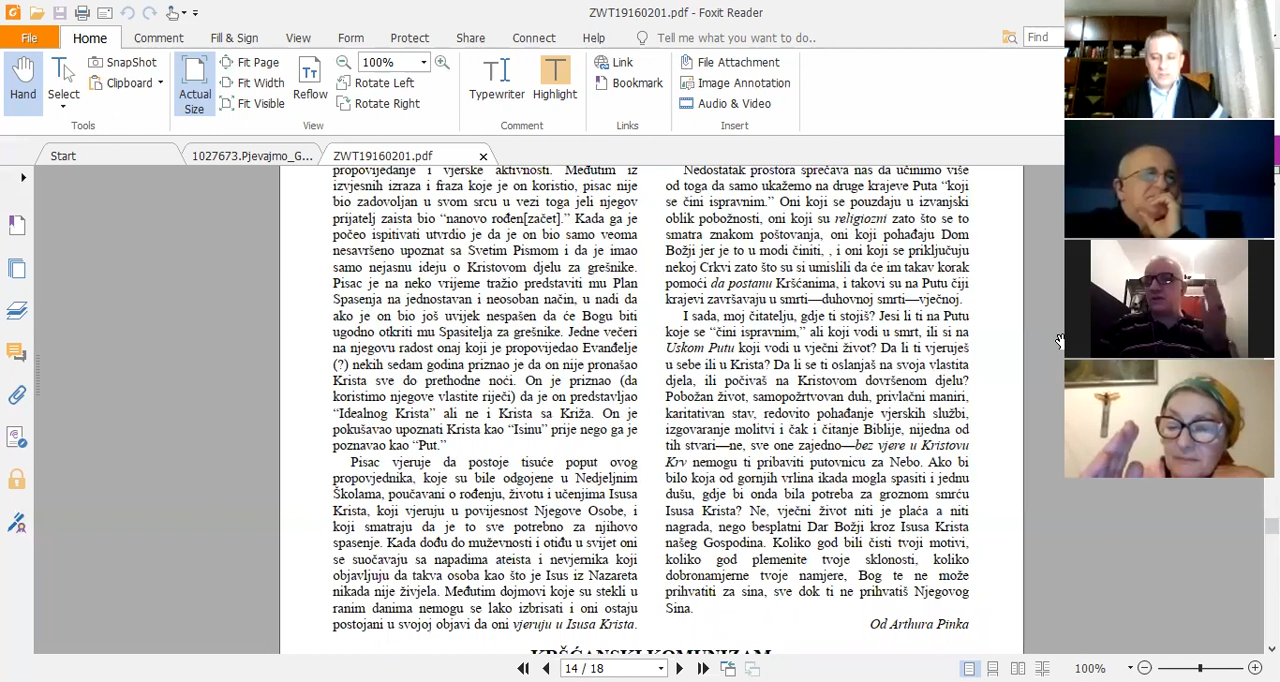 ZWT19160201.pdf - Foxit Reader
File
Home
Comment
Fill & Sign
View
Form
Protect
Share
Connect
Help
Tell me what you want to do..
Find
Hand
Select
SnapShot
Clipboard
Actual
Size
Fit Page
Fit Width
Fit Visible
Reflow
100%
Rotate Left
Rotate Right
Typewriter
Highlight
Link
Bookmark
File Attachment
Image Annotation
Audio & Video
Tools
View
Comment
Links
Insert
Start
1027673.Pjevajmo_G...
ZWT19160201.pdf
propovijedanje i vjerske aktivnosti. Međutim iz
izvjesnih izraza i fraza koje je on koristio, pisac nije
bio zadovoljan u svom srcu u vezi toga jeli njegov
prijatelj zaista bio “nanovo rođen[začet].” Kada ga je
počeo ispitivati utvrdio je da je on bio samo veoma
nesavršeno upoznat sa Svetim Pismom i da je imao
samo nejasnu ideju o Kristovom djelu za grešnike.
Pisac je na neko vrijeme tražio predstaviti mu Plan
Spasenja na jednostavan i neosoban način, u nadi da
ako je on bio još uvijek nespašen da će Bogu biti
ugodno otkriti mu Spasitelja za grešnike. Jedne večeri
na njegovu radost onaj koji je propovijedao Evanđelje
(?) nekih sedam godina priznao je da on nije pronašao
Krista sve do prethodne noći. On je priznao (da
koristimo njegove vlastite riječi) da je on predstavljao
“Idealnog Krista” ali ne i Krista sa Križa. On je
pokušavao upoznati Krista kao “Isinu” prije nego ga je
poznavao kao “Put.”
Pisac vjeruje da postoje tisuće poput ovog
propovjednika, koje su bile odgojene u Nedjeljnim
Školama, poučavani o rođenju, životu i učenjima Isusa
Krista, koji vjeruju u povijesnost Njegove Osobe, i
koji smatraju da je to sve potrebno za njihovo
spasenje. Kada dođu do muževnosti i otiđu u svijet oni
se suočavaju sa napadima ateista i nevjernika koji
objavljuju da takva osoba kao što je Isus iz Nazareta
nikada nije živjela. Međutim dojmovi koje su stekli u
ranim danima nemogu se lako izbrisati i oni ostaju
postojani u svojoj objavi da oni vjeruju u Isusa Krista.
Nedostatak prostora sprečava nas da učinimo više
od toga da samo ukažemo na druge krajeve Puta “koji
se čini ispravnim.” Oni koji se pouzdaju u izvanjski
oblik pobožnosti, oni koji su religiozni zato što se to
smatra znakom poštovanja, oni koji pohađaju Dom
Božji jer je to u modi činiti, , i oni koji se priključuju
nekoj Crkvi zato što su si umislili da će im takav korak
pomoći da postanu Kršćanima, i takovi su na Putu čiji
krajevi završavaju u smrti—duhovnoj smrti—vječnoj.
I sada, moj čitatelju, gdje ti stojiš? Jesi li ti na Putu
koje se “čini ispravnim,” ali koji vodi u smrt, ili si na
Uskom Putu koji vodi u vječni život? Da li ti vjeruješ
u sebe ili u Krista? Da li se ti oslanjaš na svoja vlastita
djela, ili počivaš na Kristovom dovršenom djelu?
Pobožan život, samopožrtvovan duh, privlačni maniri,
karitativan stav, redovito pohađanje vjerskih službi,
izgovaranje molitvi i čak i čitanje Biblije, nijedna od
tih stvari—ne, sve one zajedno—bez vjere u Kristovu
Krv nemogu ti pribaviti putovnicu za Nebo. Ako bi
bilo koja od gornjih vrlina ikada mogla spasiti i jednu
dušu, gdje bi onda bila potreba za groznom smrću
Isusa Krista? Ne, vječni život niti je plaća a niti
nagrada, nego besplatni Dar Božji kroz Isusa Krista
našeg Gospodina. Koliko god bili čisti tvoji motivi,
koliko god plemenite tvoje sklonosti, koliko
dobronamjerne tvoje namjere, Bog te ne može
prihvatiti za sina, sve dok ti ne prihvatiš Njegovog
Sina.
Od Arthura Pinka
KRŠĆANSKI KOMUNIZAM
14 / 18
100%